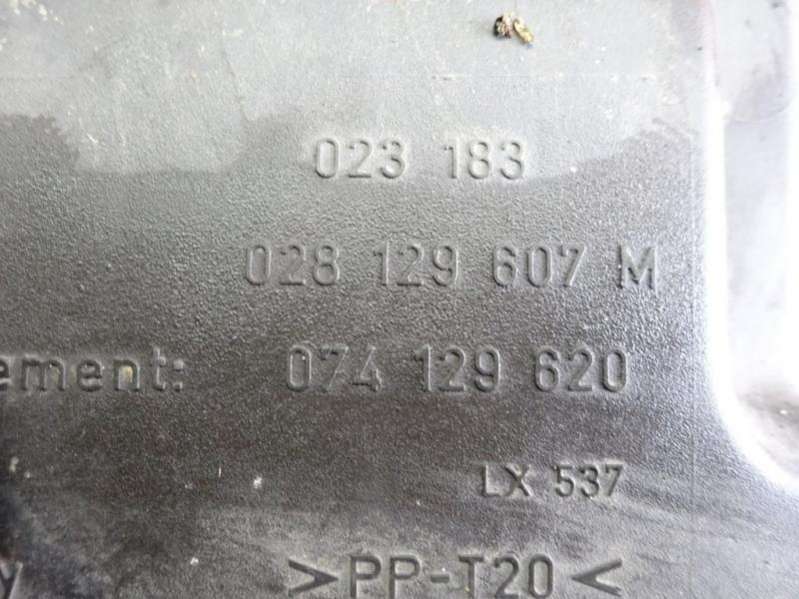 023 183
028 129 607 M
ement: 074 129 620
LX 537
y >PP-T20<